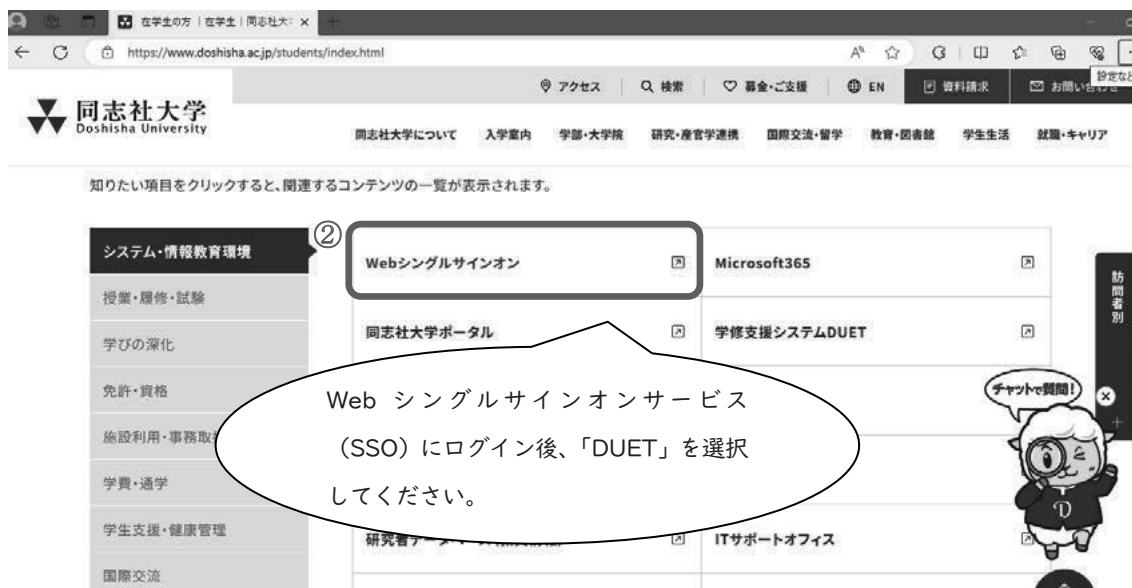 在学生の方 | 在学生 | 同志社大
https://www.doshisha.ac.jp/students/index.html
設定など
アクセス
検索
募金・ご支援
EN
資料請求
お問い合わせ
同志社大学
Doshisha University
同志社大学について 入学案内 学部・大学院 研究・産官学連携 国際交流・留学 教育・図書館 学生生活 就職・キャリア
知りたい項目をクリックすると、関連するコンテンツの一覧が表示されます。
システム・情報教育環境
授業・履修・試験
学びの深化
免許・資格
施設利用・事務取
学費・通学
学生支援・健康管理
国際交流
②
Webシングルサインオン
Microsoft365
同志社大学ポータル
学修支援システムDUET
Web シングルサインオンサービス
（SSO）にログイン後、「DUET」を選択
してください。
研究者データ
ITサポートオフィス
訪問者別
チャットで質問!
D